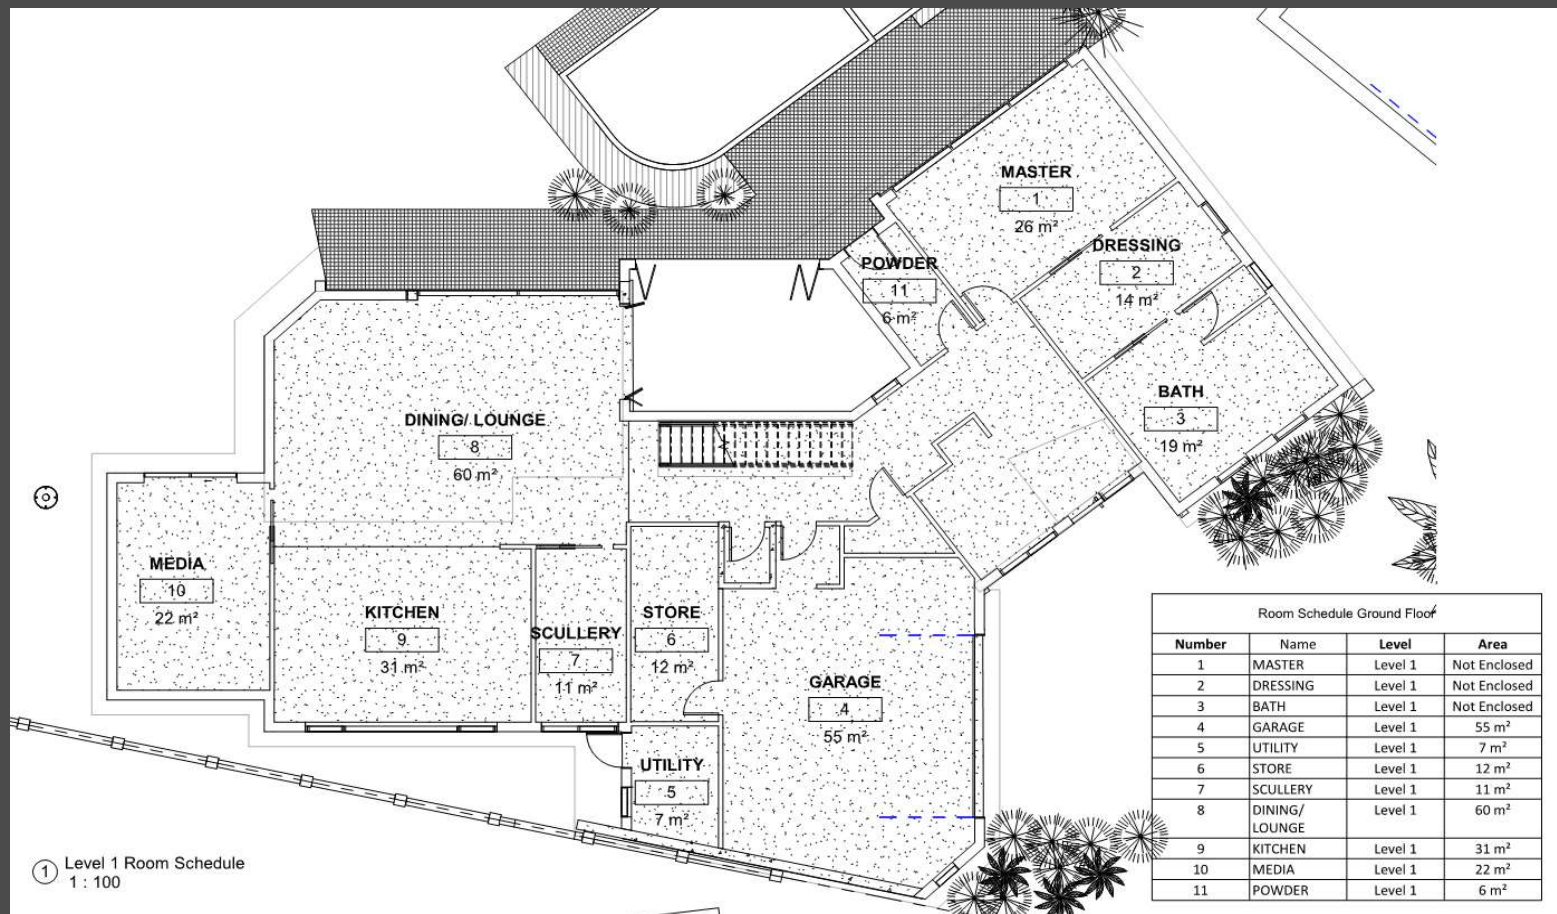 MASTER
1
26 m²
DRESSING
2
14 m²
POWDER
11
6 m²
BATH
3
19 m²
DINING/ LOUNGE
8
60 m²
MEDIA
10
22 m²
KITCHEN
9
31 m²
SCULLERY
7
11 m²
STORE
6
12 m²
GARAGE
4
55 m²
UTILITY
5
7 m²
1 Level 1 Room Schedule
1 : 100
Room Schedule Ground Floor
Number Name Level Area
1 MASTER Level 1 Not Enclosed
2 DRESSING Level 1 Not Enclosed
3 BATH Level 1 Not Enclosed
4 GARAGE Level 1 55 m²
5 UTILITY Level 1 7 m²
6 STORE Level 1 12 m²
7 SCULLERY Level 1 11 m²
8 DINING/ Level 1 60 m²
LOUNGE
9 KITCHEN Level 1 31 m²
10 MEDIA Level 1 22 m²
11 POWDER Level 1 6 m²